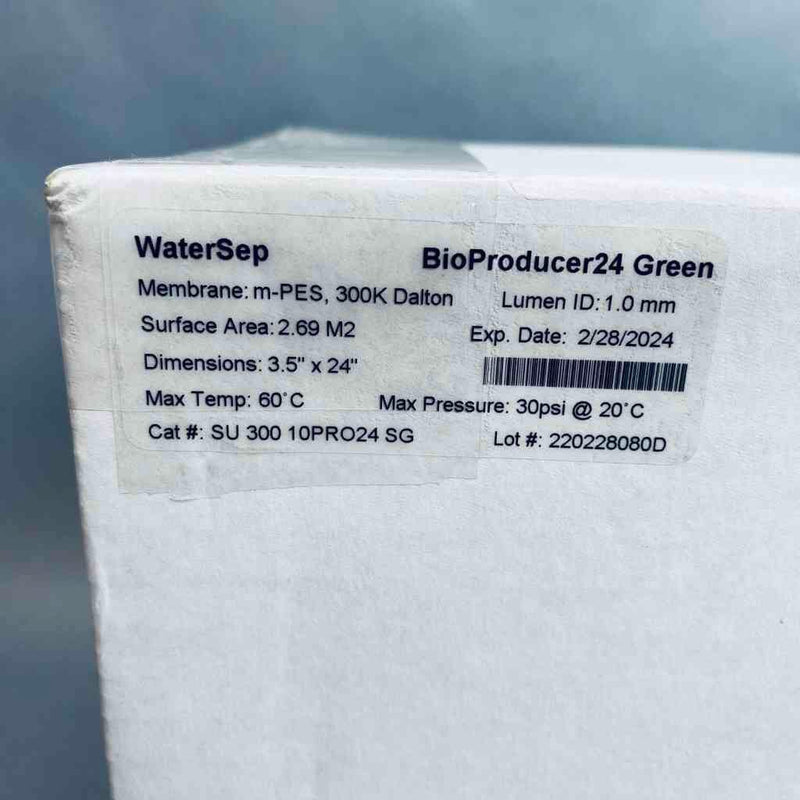 WaterSep BioProducer24 Green
Membrane: m-PES, 300K Dalton Lumen ID: 1.0 mm
Surface Area: 2.69 M2 Exp. Date: 2/28/2024
Dimensions: 3.5" x 24"
Max Temp: 60°C Max Pressure: 30psi @ 20°C
Cat #: SU 300 10PRO24 SG Lot #: 220228080D